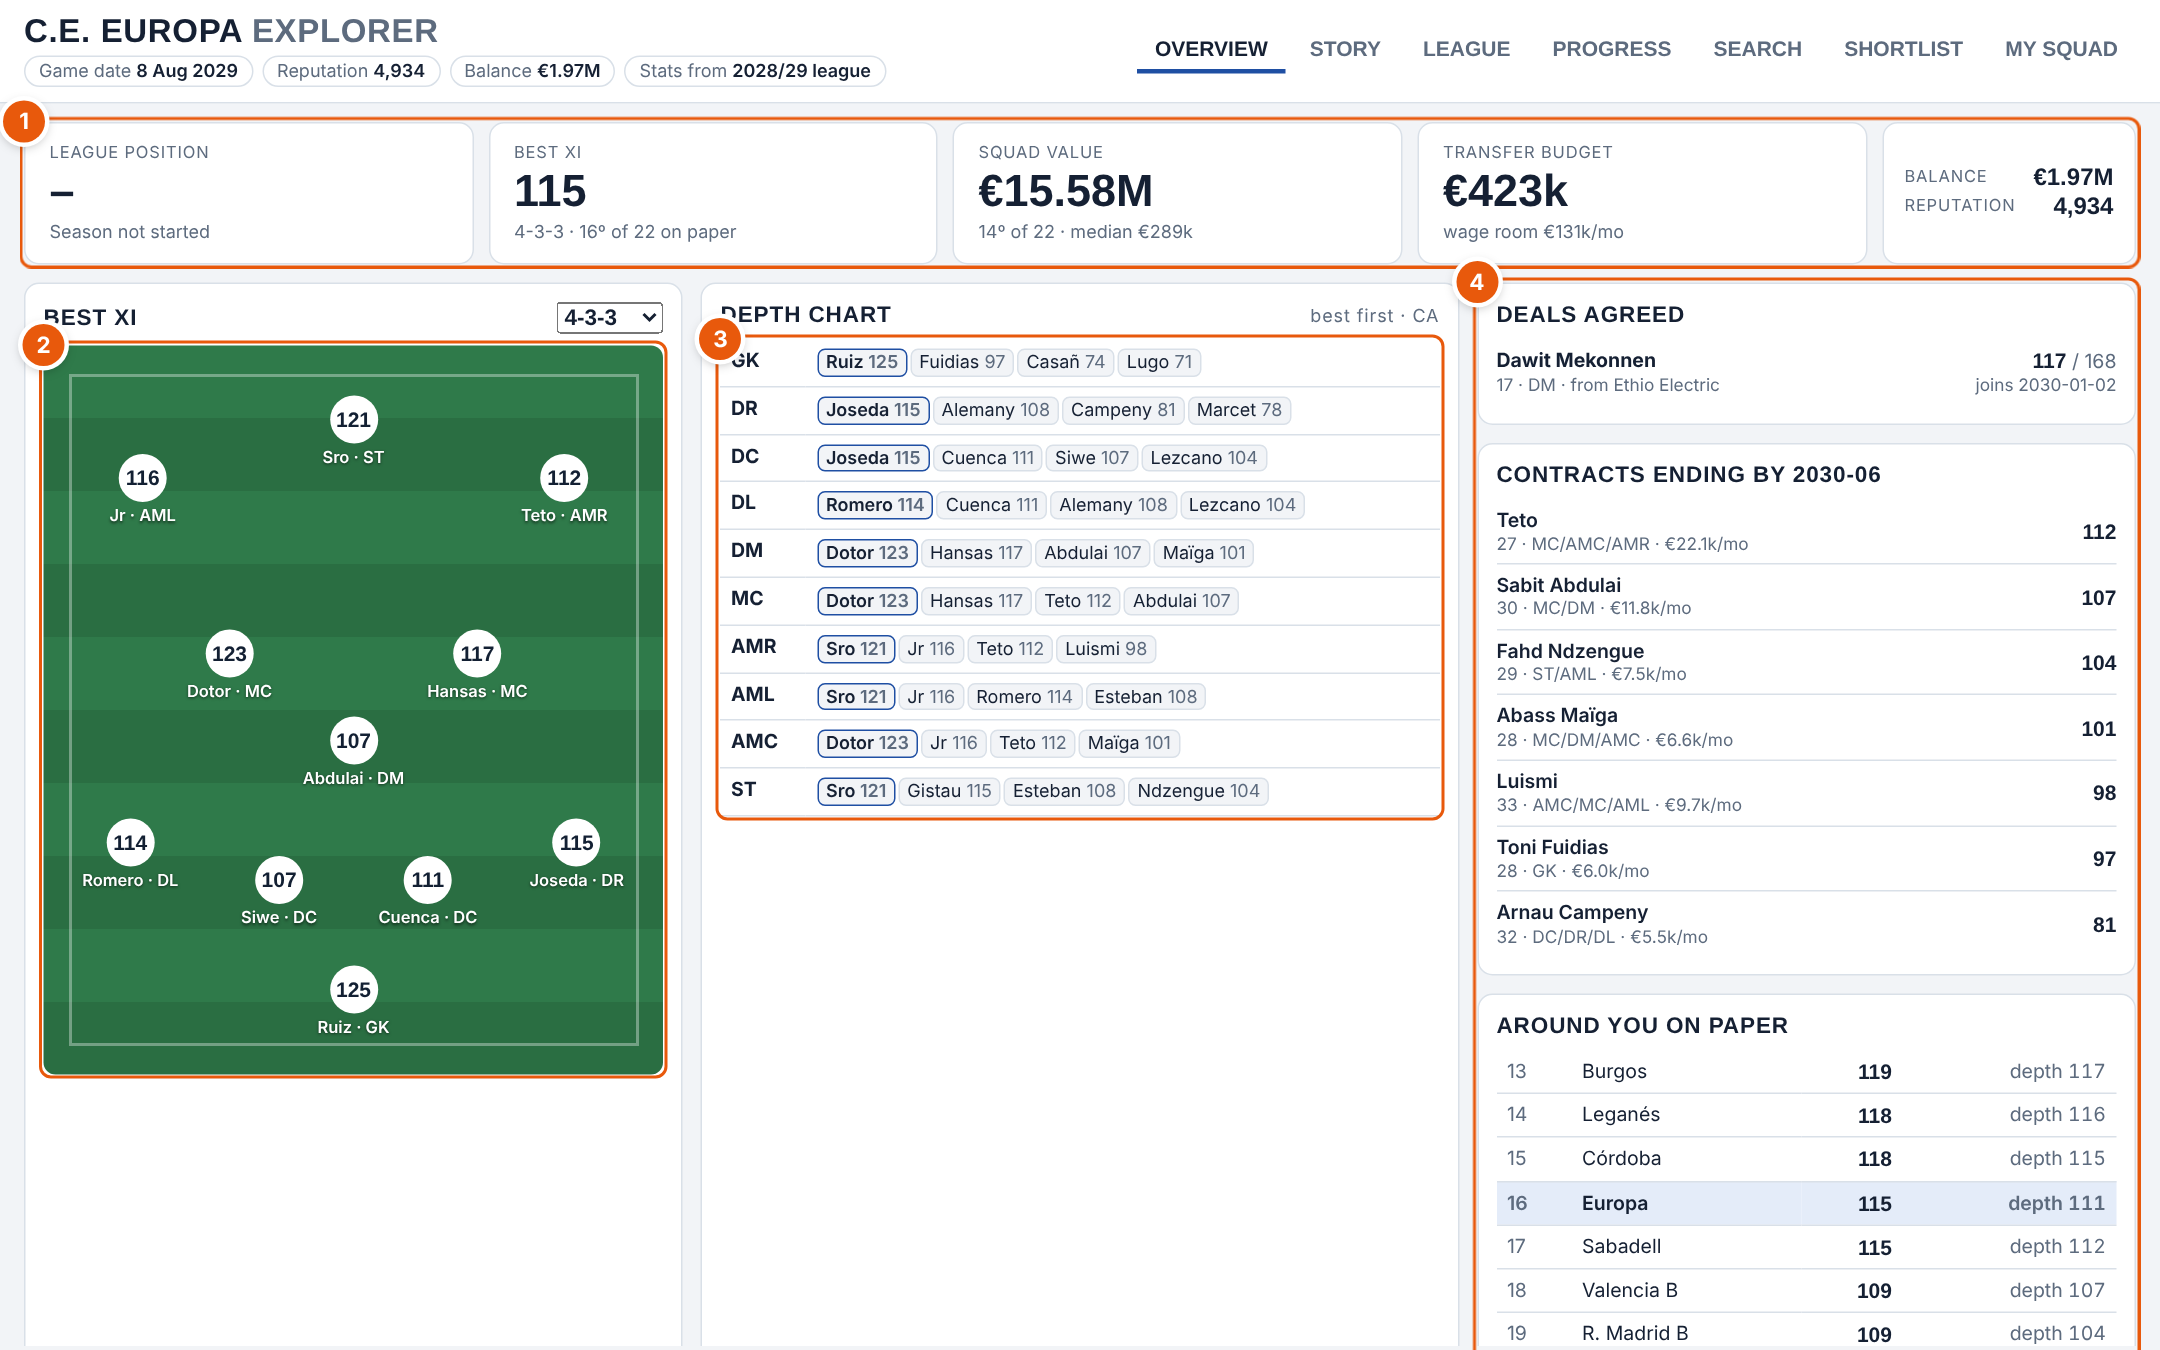 C.E. EUROPA EXPLORER
Game date 8 Aug 2029 Reputation 4,934 Balance €1.97M Stats from 2028/29 league
OVERVIEW STORY LEAGUE PROGRESS SEARCH SHORTLIST MY SQUAD
1
LEAGUE POSITION
–
Season not started
BEST XI
115
4-3-3 · 16º of 22 on paper
SQUAD VALUE
€15.58M
14º of 22 · median €289k
TRANSFER BUDGET
€423k
wage room €131k/mo
BALANCE €1.97M
REPUTATION 4,934
BEST XI 4-3-3
2
121
Sro · ST
116
Jr · AML
112
Teto · AMR
123
Dotor · MC
117
Hansas · MC
107
Abdulai · DM
114
Romero · DL
115
Joseda · DR
107
Siwe · DC
111
Cuenca · DC
125
Ruiz · GK
DEPTH CHART best first · CA
3
GK Ruiz 125 Fuidias 97 Casañ 74 Lugo 71
DR Joseda 115 Alemany 108 Campeny 81 Marcet 78
DC Joseda 115 Cuenca 111 Siwe 107 Lezcano 104
DL Romero 114 Cuenca 111 Alemany 108 Lezcano 104
DM Dotor 123 Hansas 117 Abdulai 107 Maïga 101
MC Dotor 123 Hansas 117 Teto 112 Abdulai 107
AMR Sro 121 Jr 116 Teto 112 Luismi 98
AML Sro 121 Jr 116 Romero 114 Esteban 108
AMC Dotor 123 Jr 116 Teto 112 Maïga 101
ST Sro 121 Gistau 115 Esteban 108 Ndzengue 104
4
DEALS AGREED
Dawit Mekonnen 117 / 168
17 · DM · from Ethio Electric joins 2030-01-02
CONTRACTS ENDING BY 2030-06
Teto 112
27 · MC/AMC/AMR · €22.1k/mo
Sabit Abdulai 107
30 · MC/DM · €11.8k/mo
Fahd Ndzengue 104
29 · ST/AML · €7.5k/mo
Abass Maïga 101
28 · MC/DM/AMC · €6.6k/mo
Luismi 98
33 · AMC/MC/AML · €9.7k/mo
Toni Fuidias 97
28 · GK · €6.0k/mo
Arnau Campeny 81
32 · DC/DR/DL · €5.5k/mo
AROUND YOU ON PAPER
13 Burgos 119 depth 117
14 Leganés 118 depth 116
15 Córdoba 118 depth 115
16 Europa 115 depth 111
17 Sabadell 115 depth 112
18 Valencia B 109 depth 107
19 R. Madrid B 109 depth 104